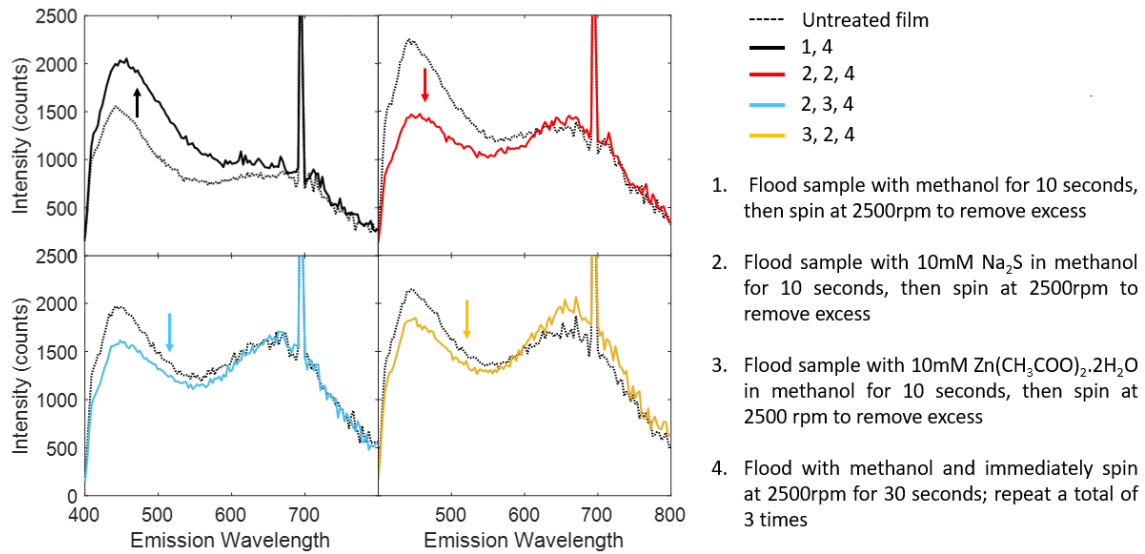 Untreated film
1, 4
2, 2, 4
2, 3, 4
3, 2, 4
2500
2000
1500
1000
500
Intensity (counts)
2500
2000
1500
1000
500
0
Intensity (counts)
400
500
600
700
Emission Wavelength
400
500
600
700
800
Emission Wavelength
1. Flood sample with methanol for 10 seconds,
then spin at 2500rpm to remove excess
2. Flood sample with 10mM Na₂S in methanol
for 10 seconds, then spin at 2500rpm to
remove excess
3. Flood sample with 10mM Zn(CH₃COO)₂.2H₂O
in methanol for 10 seconds, then spin at
2500 rpm to remove excess
4. Flood with methanol and immediately spin
at 2500rpm for 30 seconds; repeat a total of
3 times